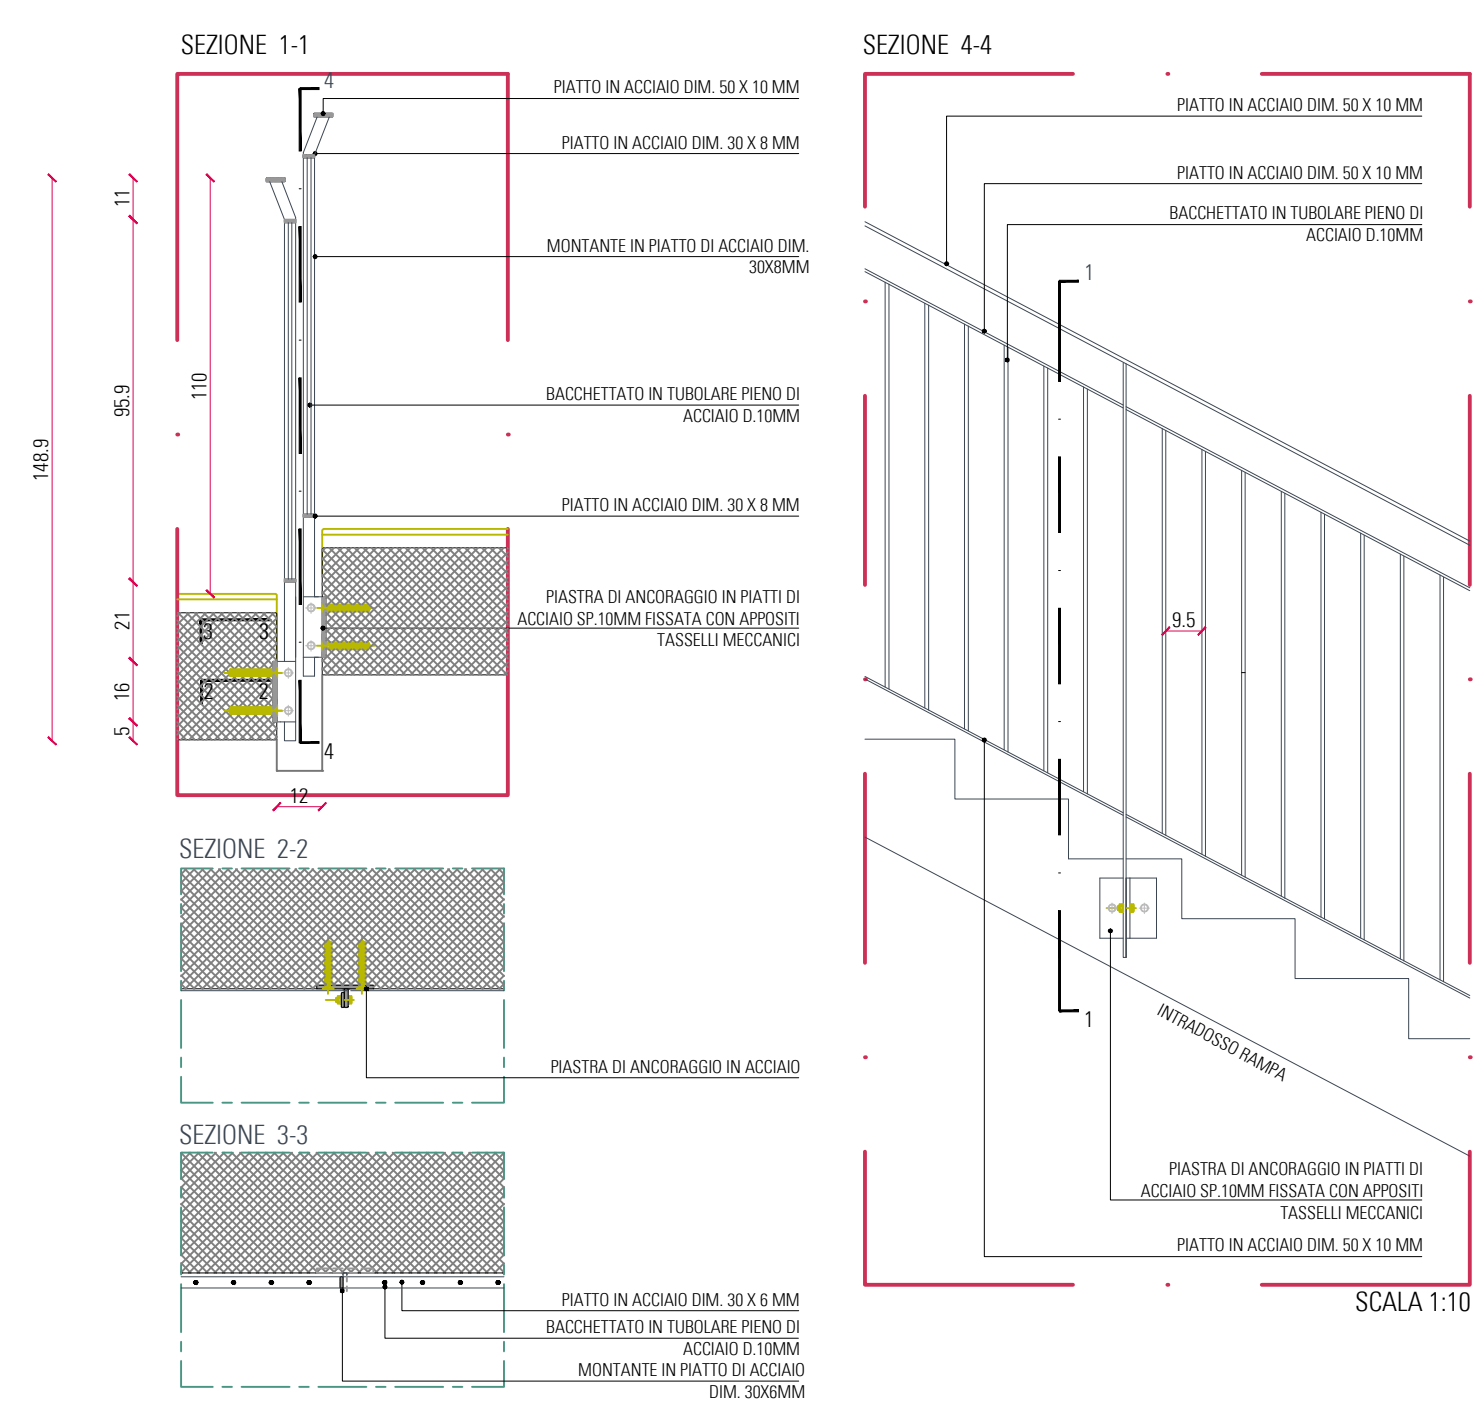 SEZIONE 1-1
4
PIATTO IN ACCIAIO DIM. 50 X 10 MM
PIATTO IN ACCIAIO DIM. 30 X 8 MM
MONTANTE IN PIATTO DI ACCIAIO DIM.
30X8MM
BACCHETTATO IN TUBOLARE PIENO DI
ACCIAIO D.10MM
PIATTO IN ACCIAIO DIM. 30 X 8 MM
PIASTRA DI ANCORAGGIO IN PIATTI DI
ACCIAIO SP.10MM FISSATA CON APPOSITI
TASSELLI MECCANICI
11
95.9
110
148.9
21
16
5
3 3
2 2
4
12
SEZIONE 2-2
PIASTRA DI ANCORAGGIO IN ACCIAIO
SEZIONE 3-3
PIATTO IN ACCIAIO DIM. 30 X 6 MM
BACCHETTATO IN TUBOLARE PIENO DI
ACCIAIO D.10MM
MONTANTE IN PIATTO DI ACCIAIO
DIM. 30X6MM
SEZIONE 4-4
PIATTO IN ACCIAIO DIM. 50 X 10 MM
PIATTO IN ACCIAIO DIM. 50 X 10 MM
BACCHETTATO IN TUBOLARE PIENO DI
ACCIAIO D.10MM
1
9.5
1
INTRADOSSO RAMPA
PIASTRA DI ANCORAGGIO IN PIATTI DI
ACCIAIO SP.10MM FISSATA CON APPOSITI
TASSELLI MECCANICI
PIATTO IN ACCIAIO DIM. 50 X 10 MM
SCALA 1:10